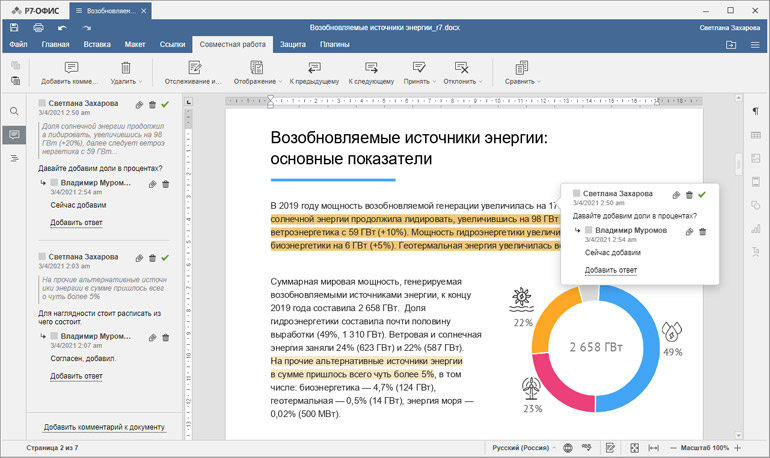 Р7-ОФИС
Возобновляемые источники энергии_r7.docx
Светлана Захарова
Файл Главная Вставка Макет Ссылки Совместная работа Защита Плагины
Добавить комме... Удалить Отслеживание и... Отображение К предыдущему К следующему Принять Отклонить Сравнить
Светлана Захарова
3/4/2021 2:50 am
Доля солнечной энергии продолжил
а лидировать, увеличившись на 98
ГВт (+20%), далее следует ветроэ
нергетика с 59 ГВт...
Давайте добавим доли в процентах?
Владимир Муром...
3/4/2021 2:54 am
Сейчас добавим
Добавить ответ
Светлана Захарова
3/4/2021 2:03 am
На прочие альтернативные источн
ики энергии в сумме пришлось всег
о чуть более 5%
Для наглядности стоит расписать из
чего состоит.
Владимир Муром...
3/4/2021 2:07 am
Согласен, добавил.
Добавить ответ
Добавить комментарий к документу
Возобновляемые источники энергии:
основные показатели
В 2019 году мощность возобновляемой генерации увеличилась на 17
солнечной энергии продолжила лидировать, увеличившись на 98 ГВт
ветроэнергетика с 59 ГВт (+10%). Мощность гидроэнергетики увеличи
биоэнергетики на 6 ГВт (+5%). Геотермальная энергия увеличилась вс
Светлана Захарова
3/4/2021 2:50 am
Давайте добавим доли в процентах?
Владимир Муромов
3/4/2021 2:54 am
Сейчас добавим
Добавить ответ
Суммарная мировая мощность, генерируемая
возобновляемыми источниками энергии, к концу
2019 года составила 2 658 ГВт. Доля
гидроэнергетики составила почти половину
выработки (49%, 1 310 ГВт). Ветровая и солнечная
энергия заняли 24% (623 ГВт) и 22% (587 ГВт).
На прочие альтернативные источники энергии
в сумме пришлось всего чуть более 5%, в том
числе: биоэнергетика — 4,7% (124 ГВт),
геотермальная — 0,5% (14 ГВт), энергия моря —
0,02% (500 МВт).
22%
2 658 ГВт
49%
23%
Страница 2 из 7
Русский (Россия)
Масштаб 100%